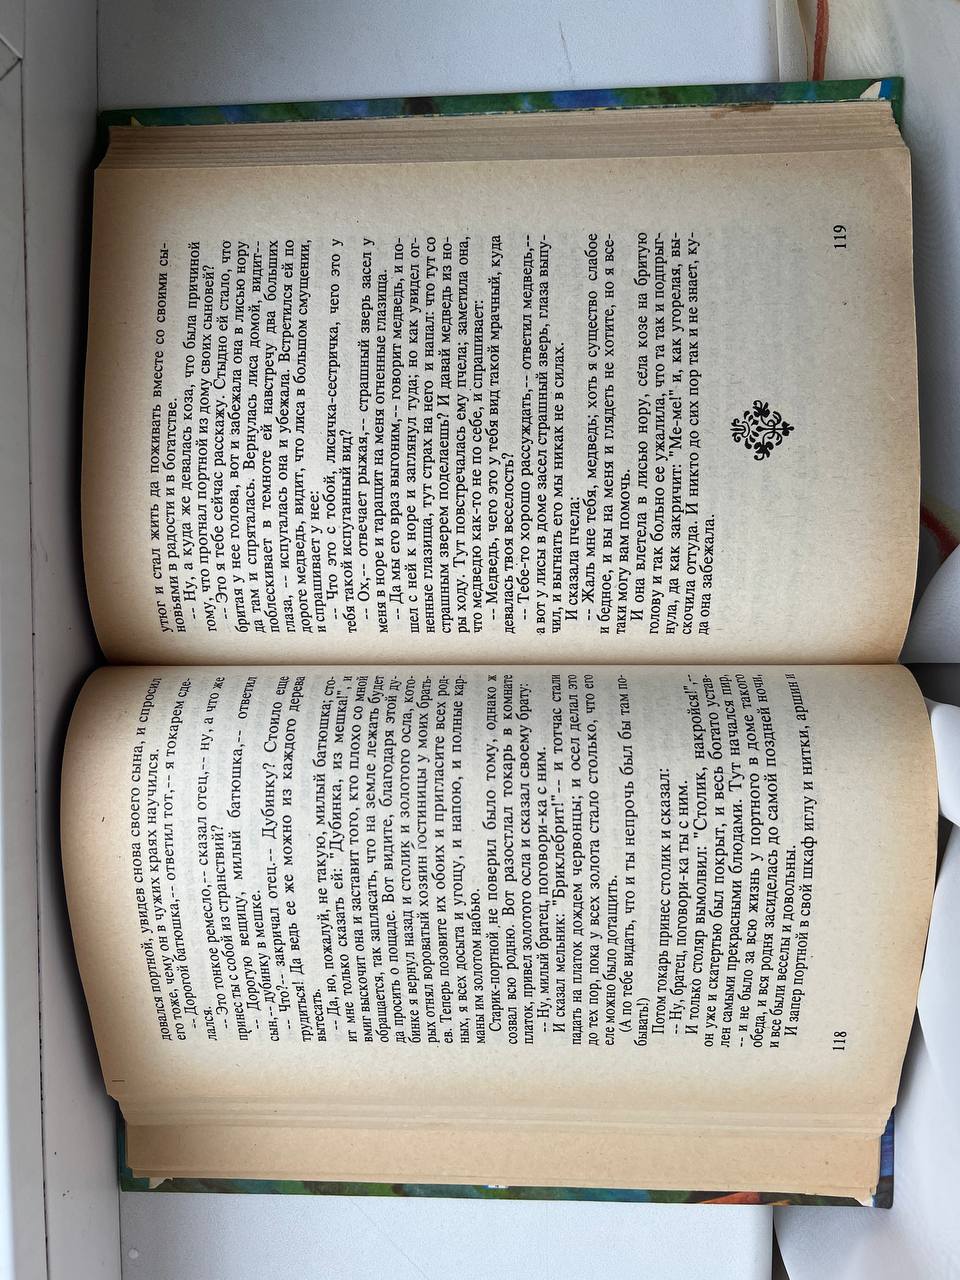 довался портной, увидев снова своего сына, и спросил
его тоже, чему он в чужих краях научился.
-- Дорогой батюшка,-- ответил тот,-- я токарем сде-
лался.
-- Это тонкое ремесло,-- сказал отец,-- ну, а что же
принес ты с собой из странствий?
-- Дорогую вещицу, милый батюшка,-- ответил
сын,-- дубинку в мешке.
-- Что?-- закричал отец,-- Дубинку? Стоило еще
трудиться! Да ведь ее же можно из каждого дерева
вытесать.
-- Да, но, пожалуй, не такую, милый батюшка; сто-
ит мне только сказать ей: "Дубинка, из мешка!", и
вмиг выскочит она и заставит того, кто плохо со мной
обращается, так заплясать, что на земле лежать будет
да просить о пощаде. Вот видите, благодаря этой ду-
бинке я вернул назад и столик и золотого осла, кото-
рых отнял вороватый хозяин гостиницы у моих брать-
ев. Теперь позовите их обоих и пригласите всех род-
ных, я всех досыта и угощу, и напою, и полные кар-
маны им золотом набью.
Старик-портной не поверил было тому, однако ж
созвал всю родню. Вот разостлал токарь в комнате
платок, привел золотого осла и сказал своему брату:
-- Ну, милый братец, поговори-ка с ним.
И сказал мельник: "Бриклебрит!"-- и тотчас стали
падать на платок дождем червонцы; и осел делал это
до тех пор, пока у всех золота стало столько, что его
еле можно было дотащить.
(А по тебе видать, что и ты непрочь был бы там по-
бывать!)
Потом токарь принес столик и сказал:
-- Ну, братец, поговори-ка ты с ним.
И только столяр вымолвил: "Столик, накройся!",--
он уже и скатертью был покрыт, и весь богато устав-
лен самыми прекрасными блюдами. Тут начался пир,
-- и не было за всю жизнь у портного в доме такого
обеда, и вся родня засиделась до самой поздней ночи,
и все были веселы и довольны.
И запер портной в свой шкаф иглу и нитки, аршин и
118
утюг и стал жить да поживать вместе со своими сы-
новьями в радости и в богатстве.
-- Ну, а куда же девалась коза, что была причиной
тому, что прогнал портной из дому своих сыновей?
-- Это я тебе сейчас расскажу. Стыдно ей стало, что
бритая у нее голова, вот и забежала она в лисью нору
да там и спряталась. Вернулась лиса домой, видит--
поблескивает в темноте ей навстречу два больших
глаза, -- испугалась она и убежала. Встретился ей по
дороге медведь, видит, что лиса в большом смущении,
и спрашивает у нее:
-- Что это с тобой, лисичка-сестричка, чего это у
тебя такой испуганный вид?
-- Ох,-- отвечает рыжая,-- страшный зверь засел у
меня в норе и таращит на меня огненные глазища.
-- Да мы его враз выгоним,-- говорит медведь, и по-
шел с ней к норе и заглянул туда; но как увидел ог-
ненные глазища, тут страх на него и напал: что тут со
страшным зверем поделаешь? И давай медведь из но-
ры ходу. Тут повстречалась ему пчела; заметила она,
что медведю как-то не по себе, и спрашивает:
-- Медведь, чего это у тебя вид такой мрачный, куда
девалась твоя веселость?
-- Тебе-то хорошо рассуждать,-- ответил медведь,--
а вот у лисы в доме засел страшный зверь, глаза выпу-
чил, и выгнать его мы никак не в силах.
И сказала пчела:
-- Жаль мне тебя, медведь; хоть я существо слабое
и бедное, и вы на меня и глядеть не хотите, но я все-
таки могу вам помочь.
И она влетела в лисью нору, села козе на бритую
голову и так больно ее ужалила, что та так и подпрыг-
нула, да как закричит: "Ме-ме!" и, как угорелая, вы-
скочила оттуда. И никто до сих пор так и не знает, ку-
да она забежала.
119